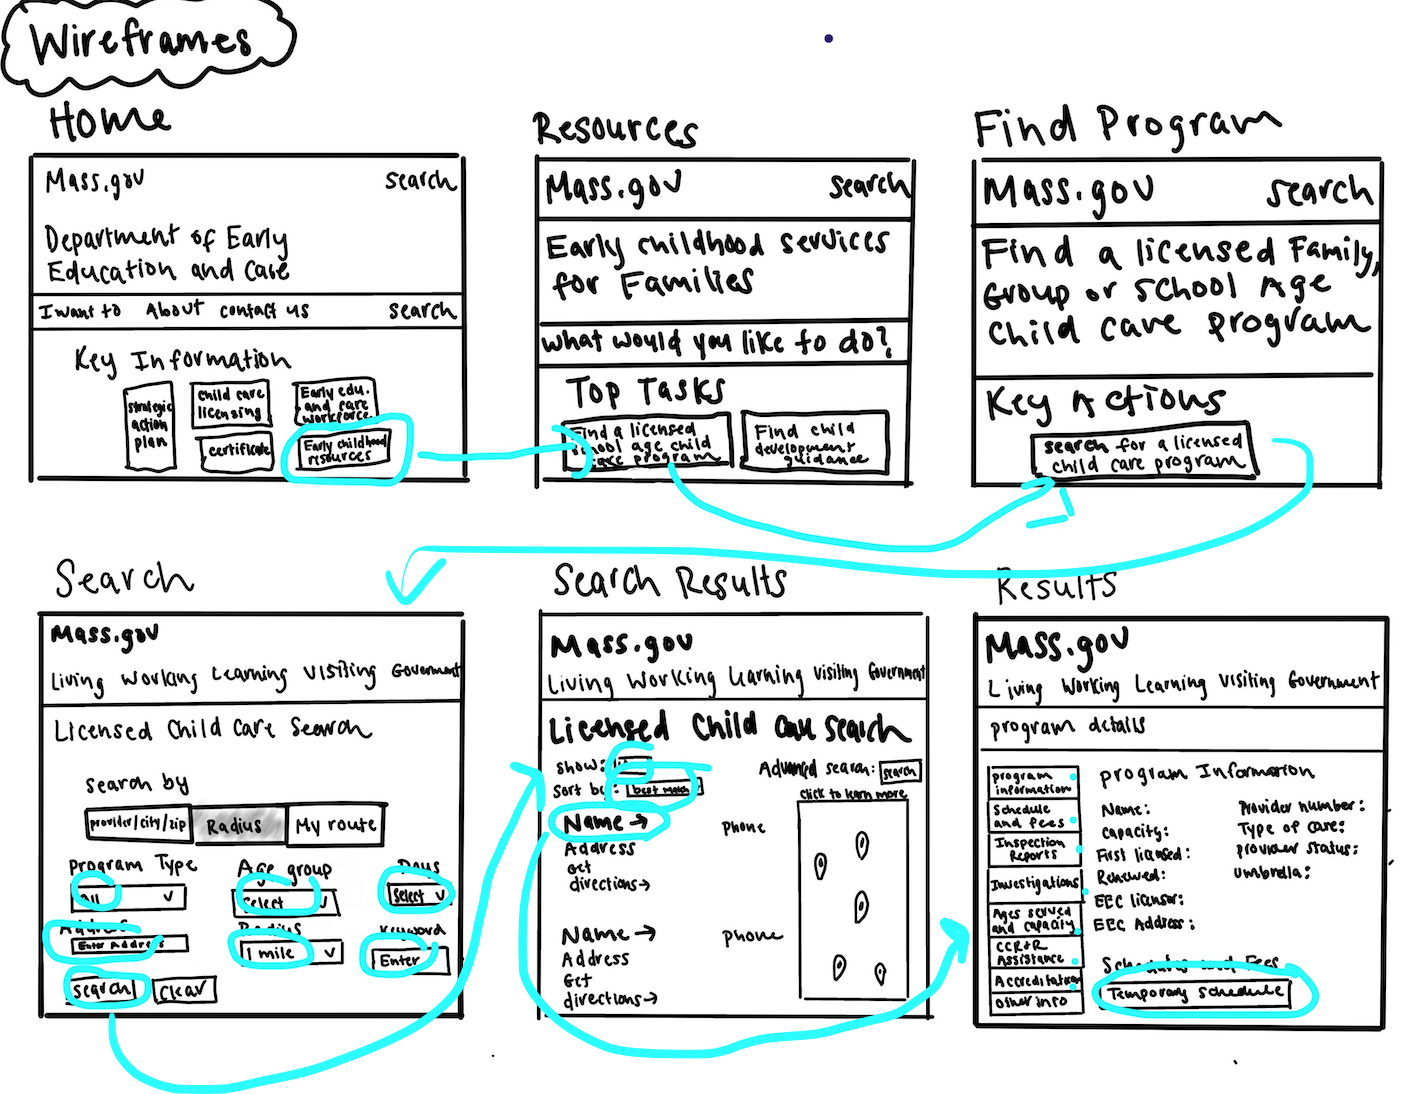 Wireframes
Home
Mass.gov search
Department of Early
Education and Care
I want to About contact us search
Key Information
strategic
action
plan
child care
licensing
Early edu.
and care
workforce
certificate
Early childhood
resources
Resources
Mass.gov search
Early childhood services
for Families
what would you like to do?
Top Tasks
Find a licensed
school age child
care program
Find child
development
guidance
Find Program
Mass.gov search
Find a licensed Family,
Group or School Age
Child care program
Key Actions
search for a licensed
child care program
Search
Mass.gov
Living Working Learning Visiting Government
Licensed Child Care Search
search by
provider/city/zip Radius My route
Program Type Age group Days
All Select Select
Address Radius Keyword
Enter Address 1 mile Enter
search clear
Search Results
Mass.gov
Living Working Learning Visiting Government
Licensed Child Care Search
Show:
Sort by: best match
Advanced search: search
Click to learn more
Name → phone
Address
Get
directions→
Name → phone
Address
Get
directions→
Results
Mass.gov
Living Working Learning Visiting Government
program details
program
information
Schedule
and fees
Inspection
Reports
Investigations
Ages served
and capacity
CCR+R
Assistance
Accreditation
other info
program Information
Name: Provider number:
Capacity: Type of care:
First licensed: provider status:
Renewed: umbrella:
EEC licensor:
EEC Address:
Schedules and Fees
Temporary schedule